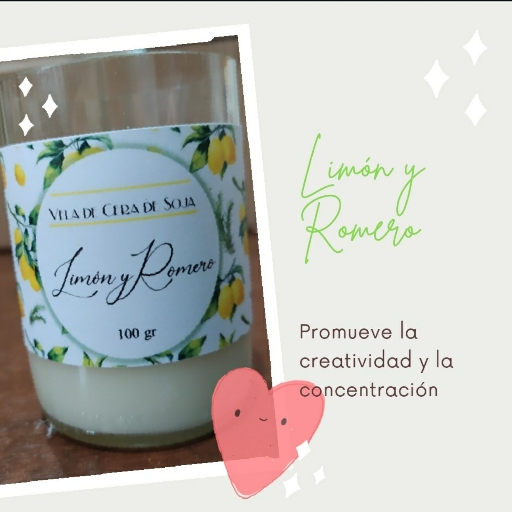 VELA DE CERA DE SOJA
Limón y Romero
100 gr
Limón y
Romero
Promueve la
creatividad y la
concentración